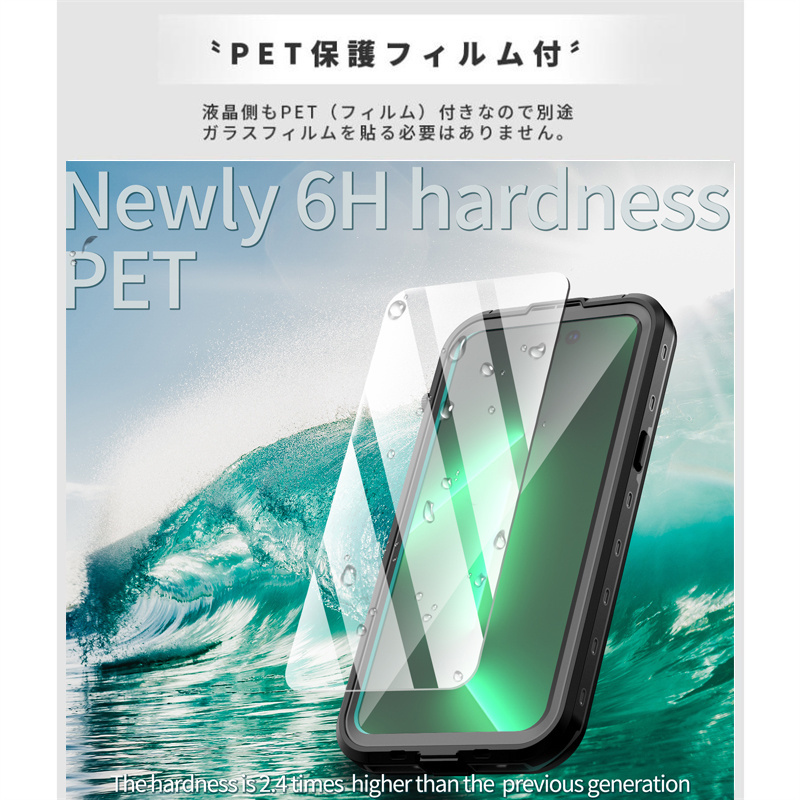 PET保護フィルム付
液晶側もPET（フィルム）付きなので別途
ガラスフィルムを貼る必要はありません。
Newly 6H hardness
PET
The hardness is 2.4 times higher than the previous generation